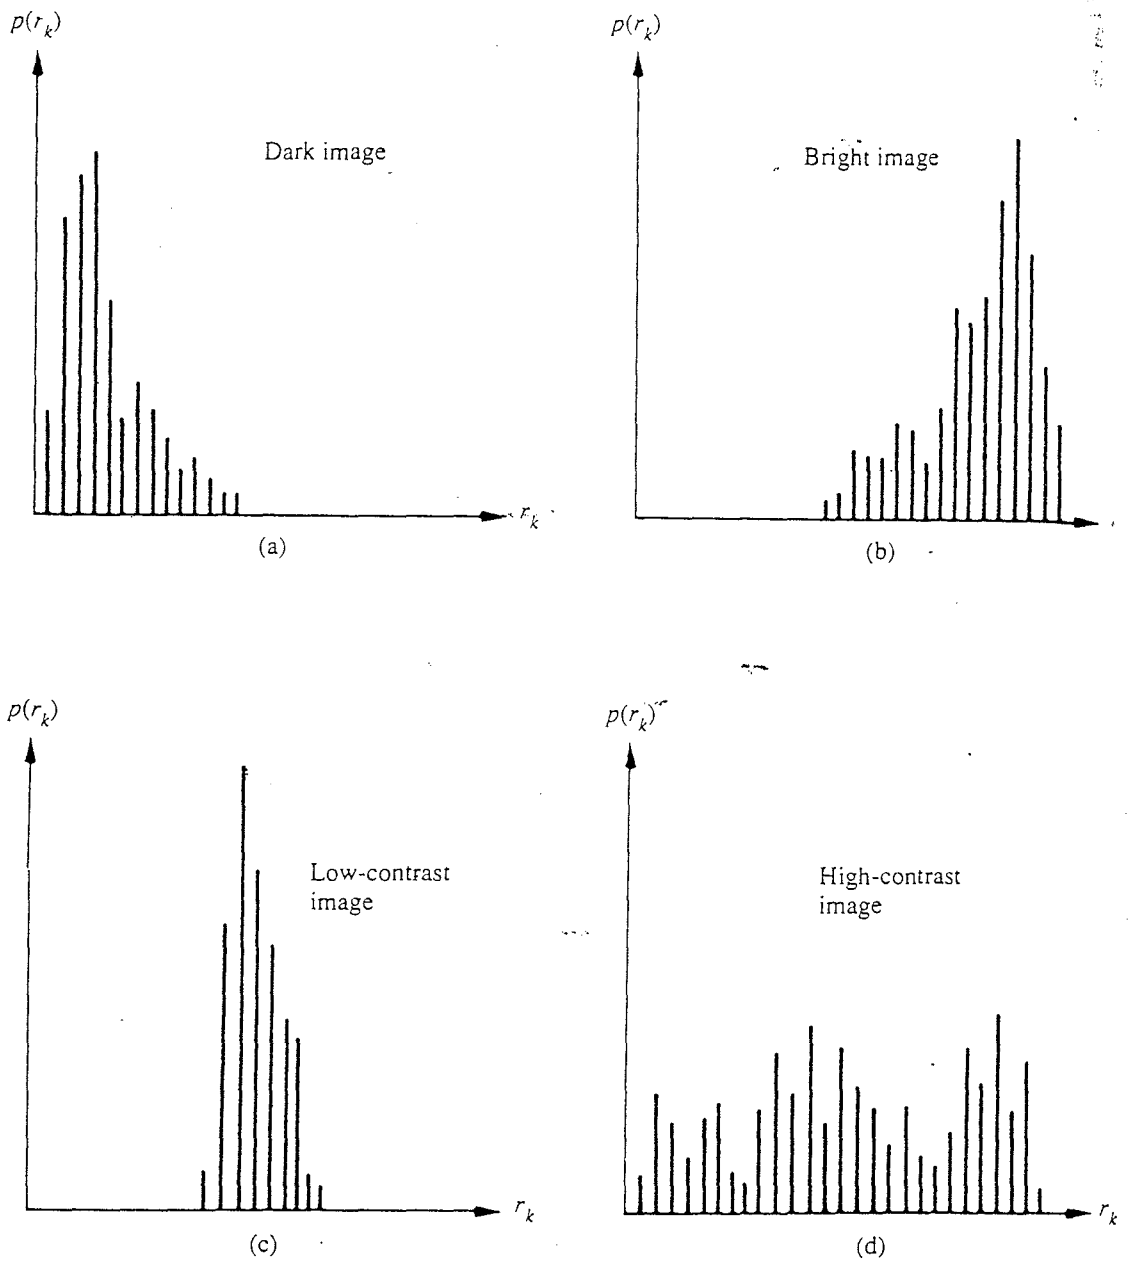 p(r_k)
Dark image
r_k
(a)
p(r_k)
Bright image
(b)
p(r_k)
Low-contrast
image
r_k
(c)
p(r_k)
High-contrast
image
r_k
(d)